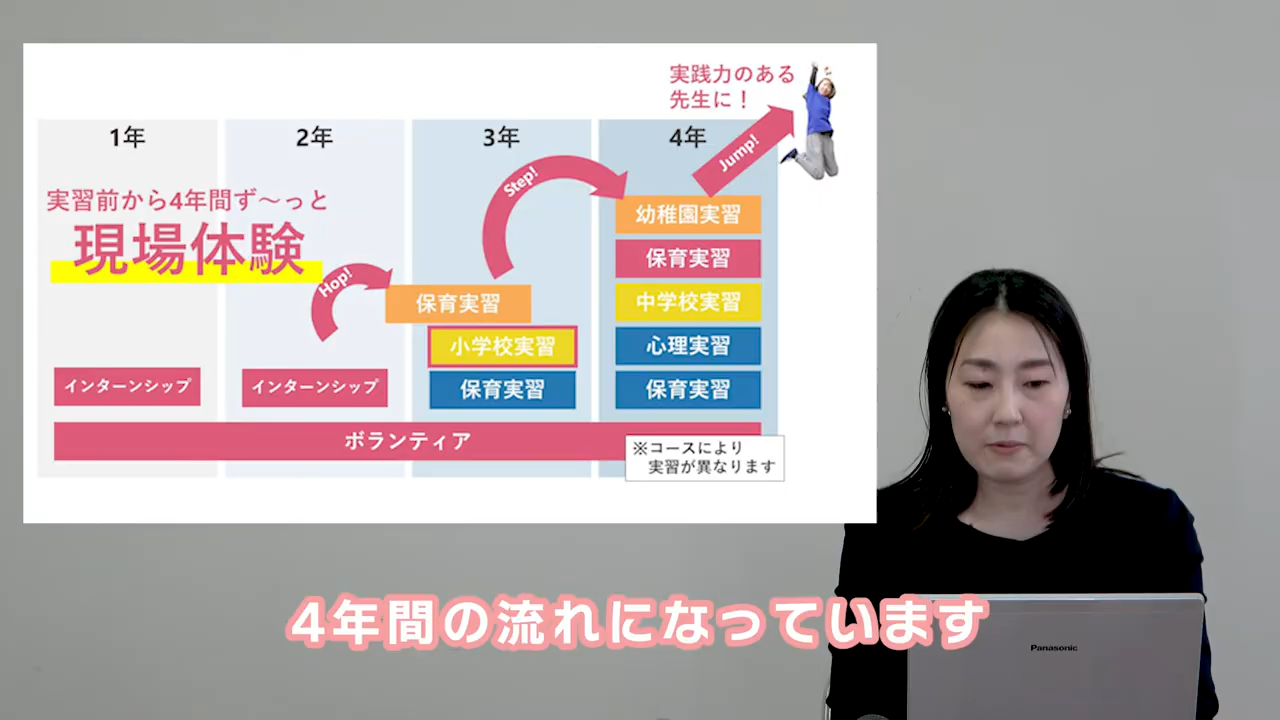 実践力のある
先生に！
1年
2年
3年
4年
Jump!
Step!
実習前から4年間ず～っと
現場体験
Hop!
幼稚園実習
保育実習
保育実習
中学校実習
小学校実習
心理実習
インターンシップ
インターンシップ
保育実習
保育実習
ボランティア
※コースにより
実習が異なります
4年間の流れになっています
Panasonic